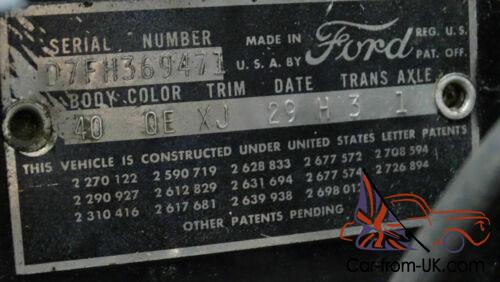 SERIAL NUMBER
MADE IN
U.S.A. BY
Ford
REG. U.S.
PAT. OFF.
D7FH369471
BODY COLOR TRIM DATE TRANS AXLE
40 QE XJ 29 H 3 1
THIS VEHICLE IS CONSTRUCTED UNDER UNITED STATES LETTER PATENTS
2 270 122 2 590 719 2 628 833 2 677 572 2 708 594
2 290 927 2 612 829 2 631 694 2 677 574 2 726 894
2 310 416 2 617 681 2 639 938 2 698 012
OTHER PATENTS PENDING
Car-from-UK.com